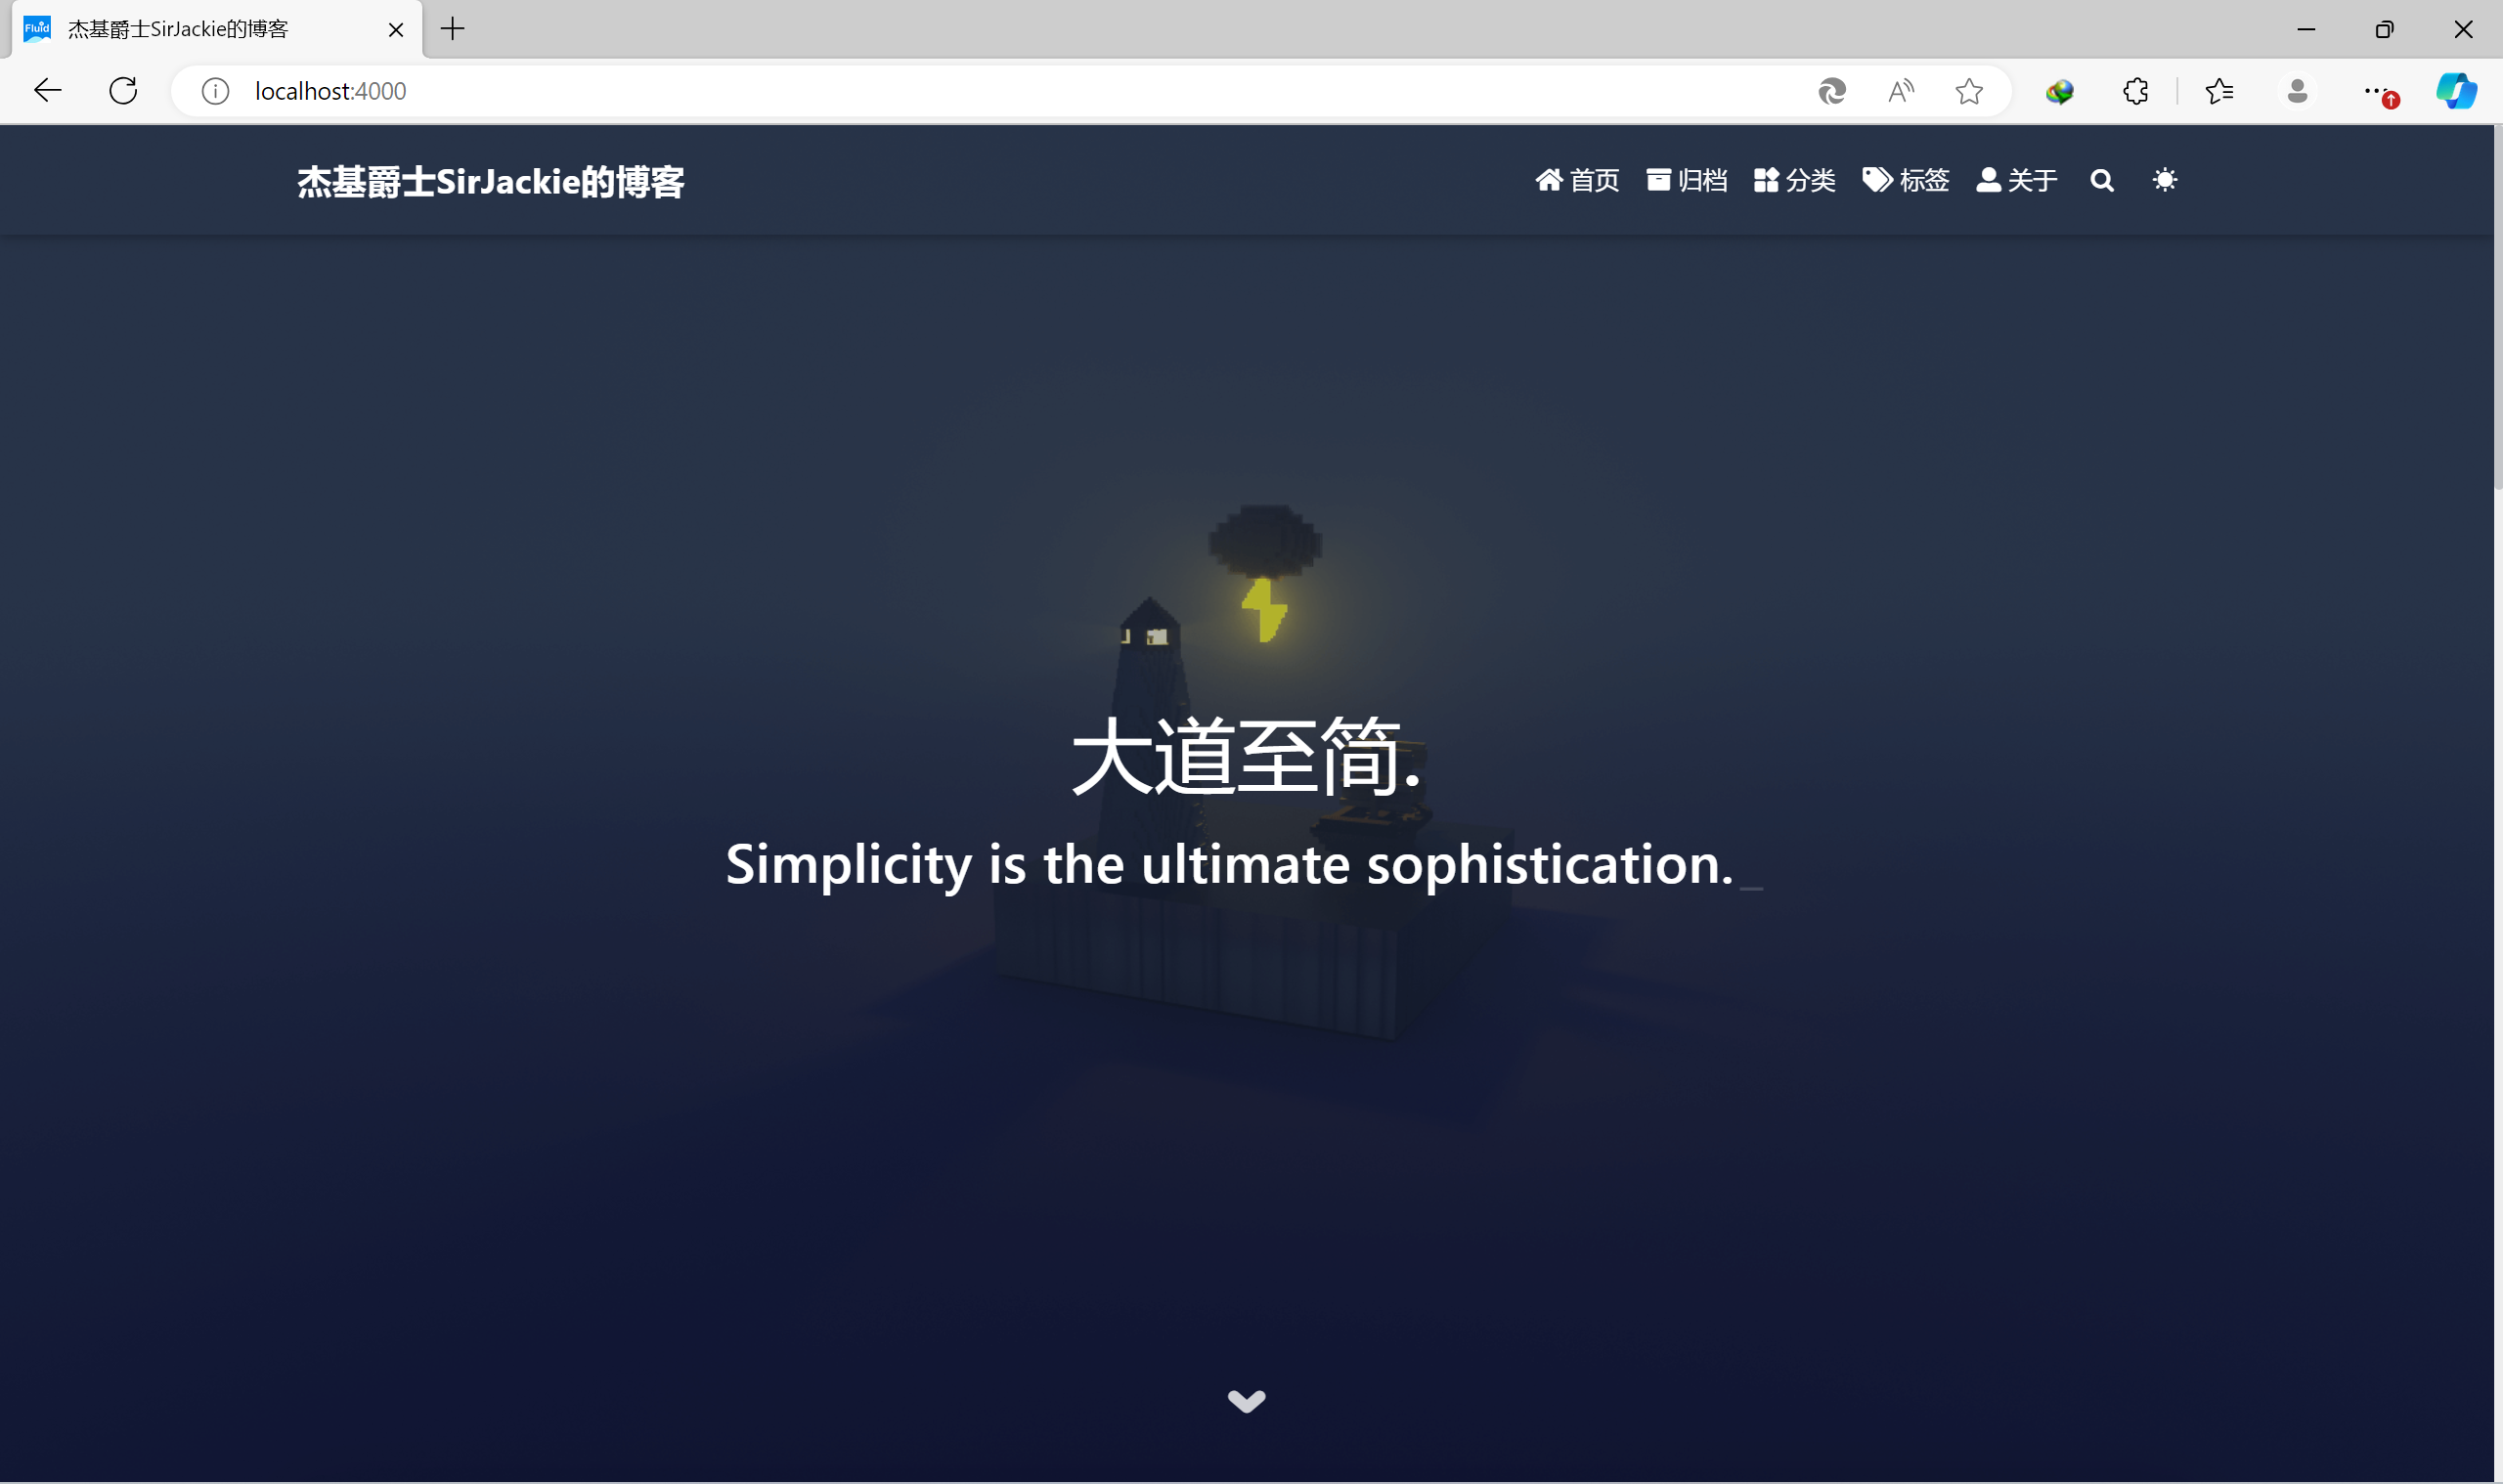 Fluid 杰基爵士SirJackie的博客
localhost:4000
杰基爵士SirJackie的博客
首页 归档 分类 标签 关于
大道至简.
Simplicity is the ultimate sophistication._